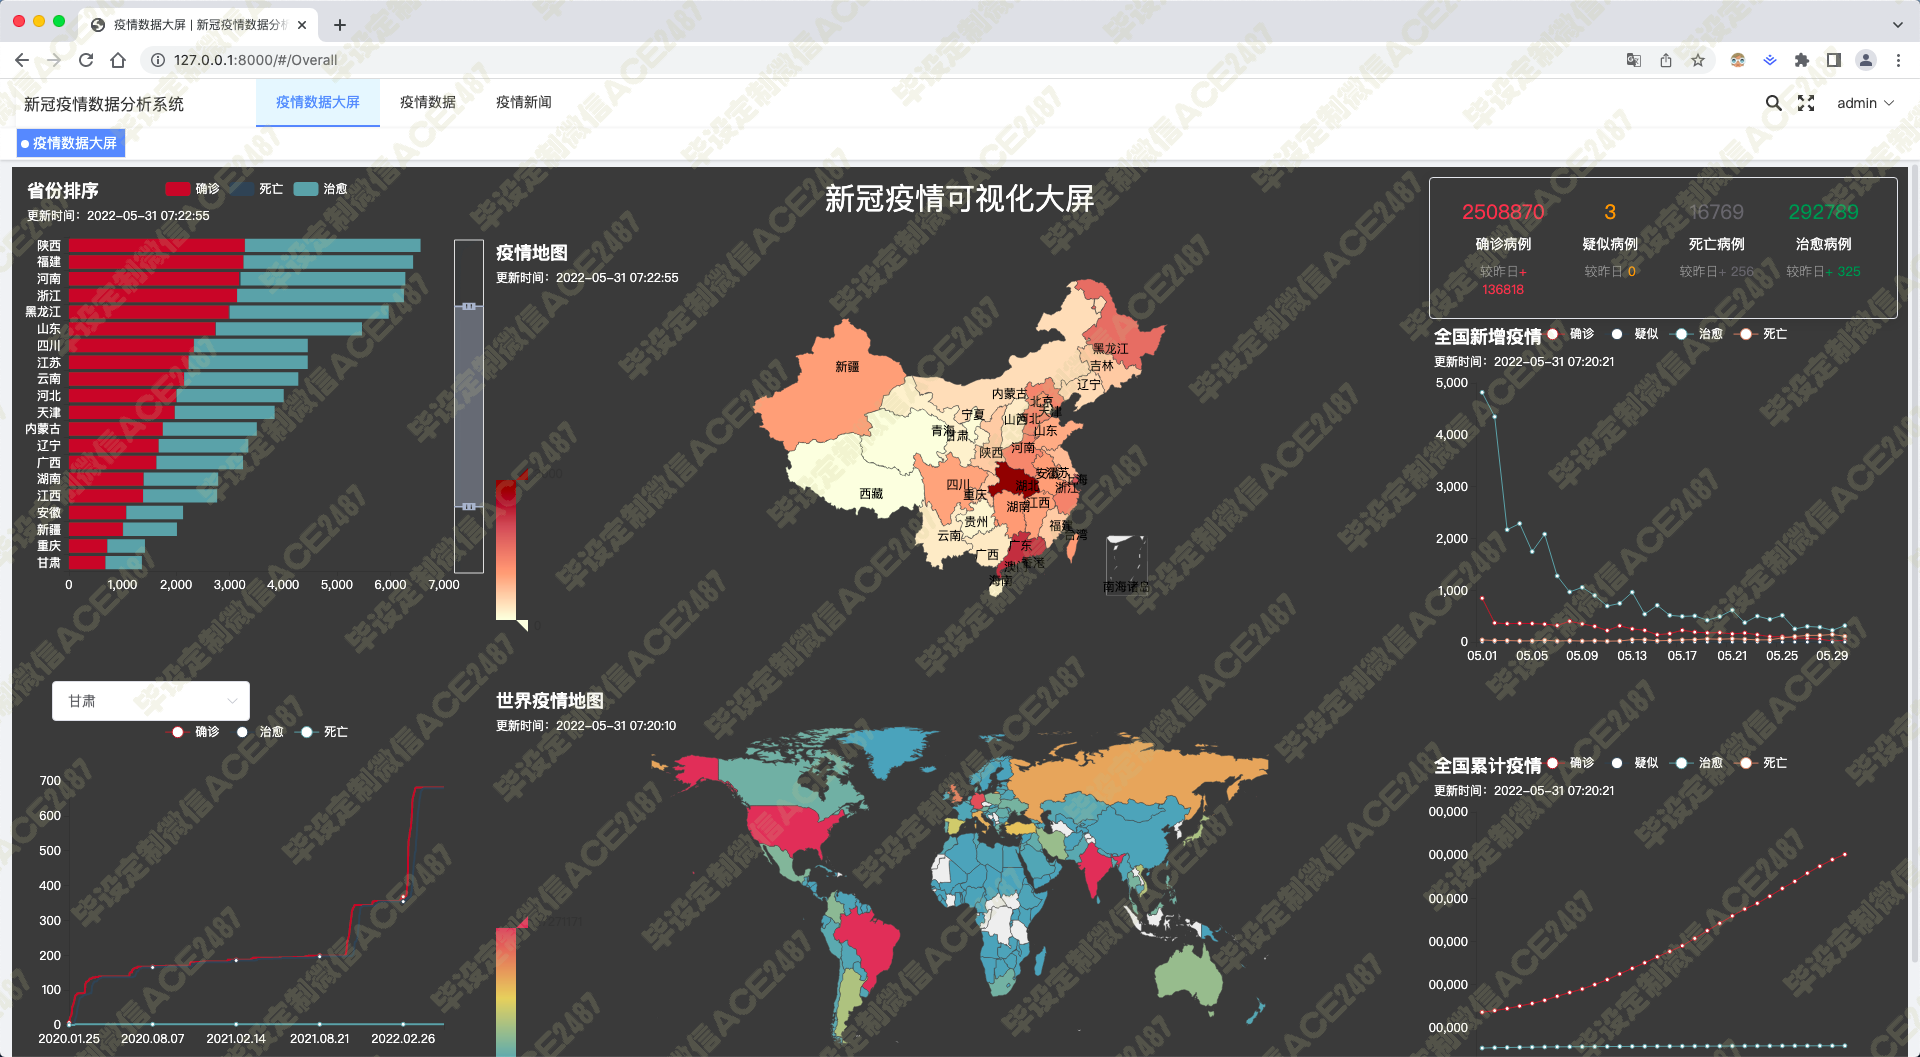 疫情数据大屏 | 新冠疫情数据分析
127.0.0.1:8000/#/Overall
新冠疫情数据分析系统
疫情数据大屏
疫情数据
疫情新闻
admin
疫情数据大屏
省份排序
确诊 死亡 治愈
更新时间：2022-05-31 07:22:55
陕西
福建
河南
浙江
黑龙江
山东
四川
江苏
云南
河北
天津
内蒙古
辽宁
广西
湖南
江西
安徽
新疆
重庆
甘肃
0 1,000 2,000 3,000 4,000 5,000 6,000 7,000
新冠疫情可视化大屏
疫情地图
更新时间：2022-05-31 07:22:55
黑龙江
吉林
辽宁
新疆
内蒙古
北京
天津
宁夏
山西
河北
青海
甘肃
山东
陕西
河南
西藏
四川
重庆
湖北
安徽
江苏
上海
浙江
湖南
江西
贵州
云南
福建
台湾
广西
广东
澳门
香港
海南
南海诸岛
2508870
确诊病例
较昨日+
136818
3
疑似病例
较昨日 0
16769
死亡病例
较昨日+ 256
292789
治愈病例
较昨日+ 325
全国新增疫情
确诊 疑似 治愈 死亡
更新时间：2022-05-31 07:20:21
5,000
4,000
3,000
2,000
1,000
0
05.01 05.05 05.09 05.13 05.17 05.21 05.25 05.29
甘肃
确诊 治愈 死亡
700
600
500
400
300
200
100
0
2020.01.25 2020.08.07 2021.02.14 2021.08.21 2022.02.26
世界疫情地图
更新时间：2022-05-31 07:20:10
全国累计疫情
确诊 疑似 治愈 死亡
更新时间：2022-05-31 07:20:21
00,000
00,000
00,000
00,000
00,000
00,000
毕设定制微信ACE2487